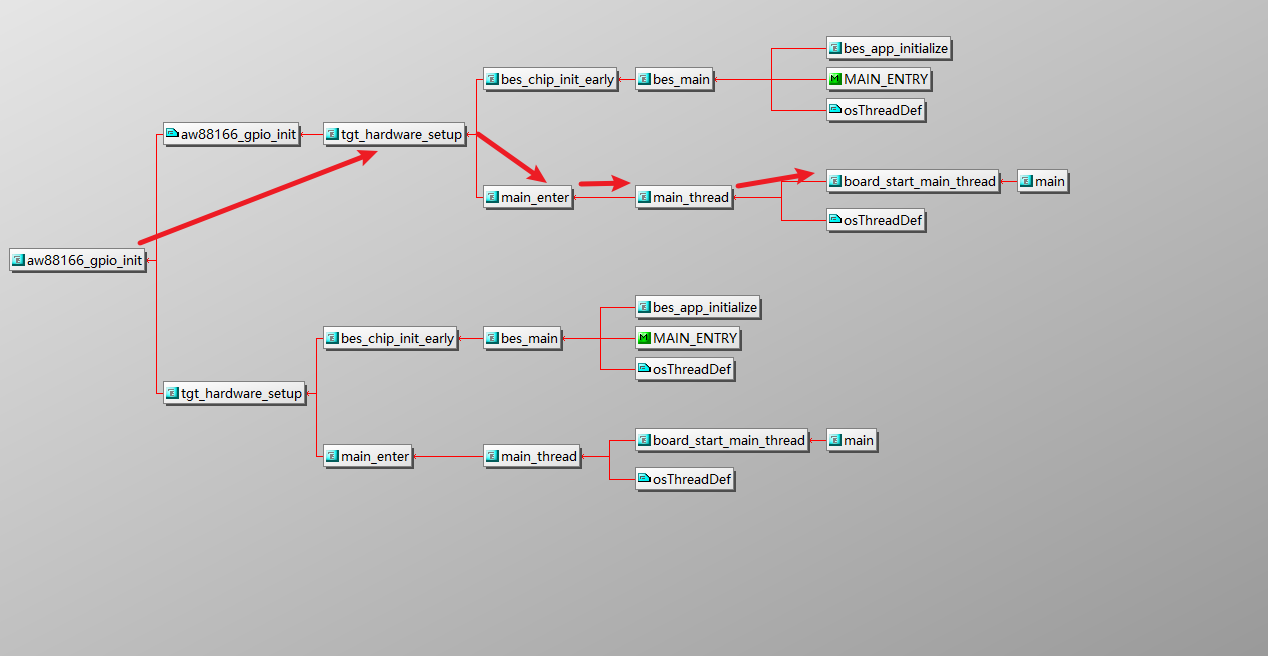 bes_app_initialize
bes_chip_init_early
bes_main
MAIN_ENTRY
osThreadDef
aw88166_gpio_init
tgt_hardware_setup
board_start_main_thread
main
main_enter
main_thread
osThreadDef
aw88166_gpio_init
bes_app_initialize
bes_chip_init_early
bes_main
MAIN_ENTRY
osThreadDef
tgt_hardware_setup
board_start_main_thread
main
main_enter
main_thread
osThreadDef